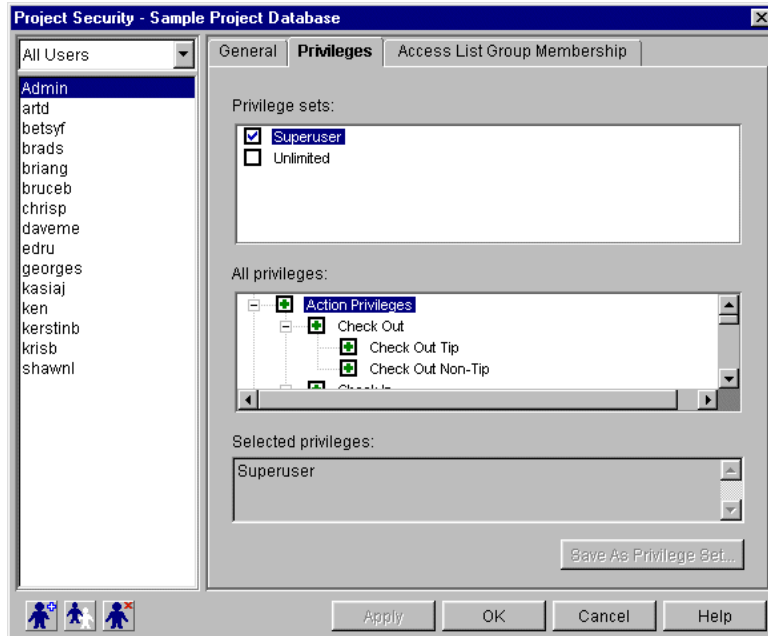 Project Security - Sample Project Database
All Users
General
Privileges
Access List Group Membership
Admin
artd
betsyf
brads
briang
bruceb
chrisp
daveme
edru
georges
kasiaj
ken
kerstinb
krisb
shawnl
Privilege sets:
Superuser
Unlimited
All privileges:
Action Privileges
Check Out
Check Out Tip
Check Out Non-Tip
Check In
Selected privileges:
Superuser
Save As Privilege Set...
Apply
OK
Cancel
Help